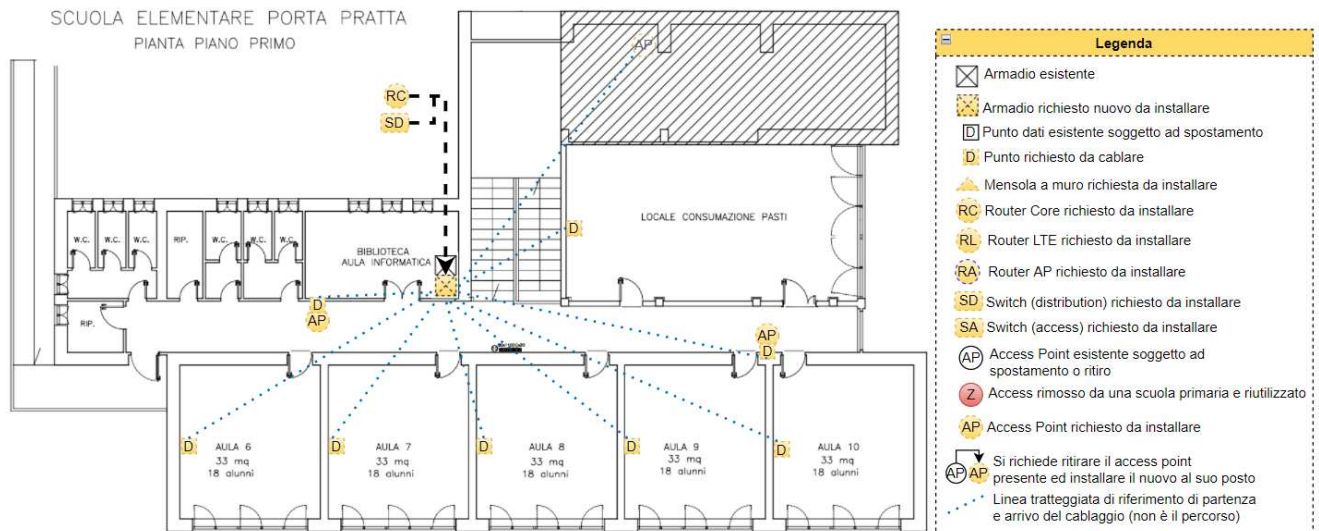 SCUOLA ELEMENTARE PORTA PRATTA
PIANTA PIANO PRIMO
AP
RC
SD
W.C.
W.C.
W.C.
RIP.
W.C.
W.C.
W.C.
BIBLIOTECA
AULA INFORMATICA
LOCALE CONSUMAZIONE PASTI
D
RIP.
D
AP
AP
D
D
AULA 6
33 mq
18 alunni
D
AULA 7
33 mq
18 alunni
D
AULA 8
33 mq
18 alunni
D
AULA 9
33 mq
18 alunni
D
AULA 10
33 mq
18 alunni
Legenda
Armadio esistente
Armadio richiesto nuovo da installare
D Punto dati esistente soggetto ad spostamento
D Punto richiesto da cablare
Mensola a muro richiesta da installare
RC Router Core richiesto da installare
RL Router LTE richiesto da installare
RA Router AP richiesto da installare
SD Switch (distribution) richiesto da installare
SA Switch (access) richiesto da installare
AP Access Point esistente soggetto ad
spostamento o ritiro
Z Access rimosso da una scuola primaria e riutilizzato
AP Access Point richiesto da installare
AP AP Si richiede ritirare il access point
presente ed installare il nuovo al suo posto
Linea tratteggiata di riferimento di partenza
e arrivo del cablaggio (non è il percorso)